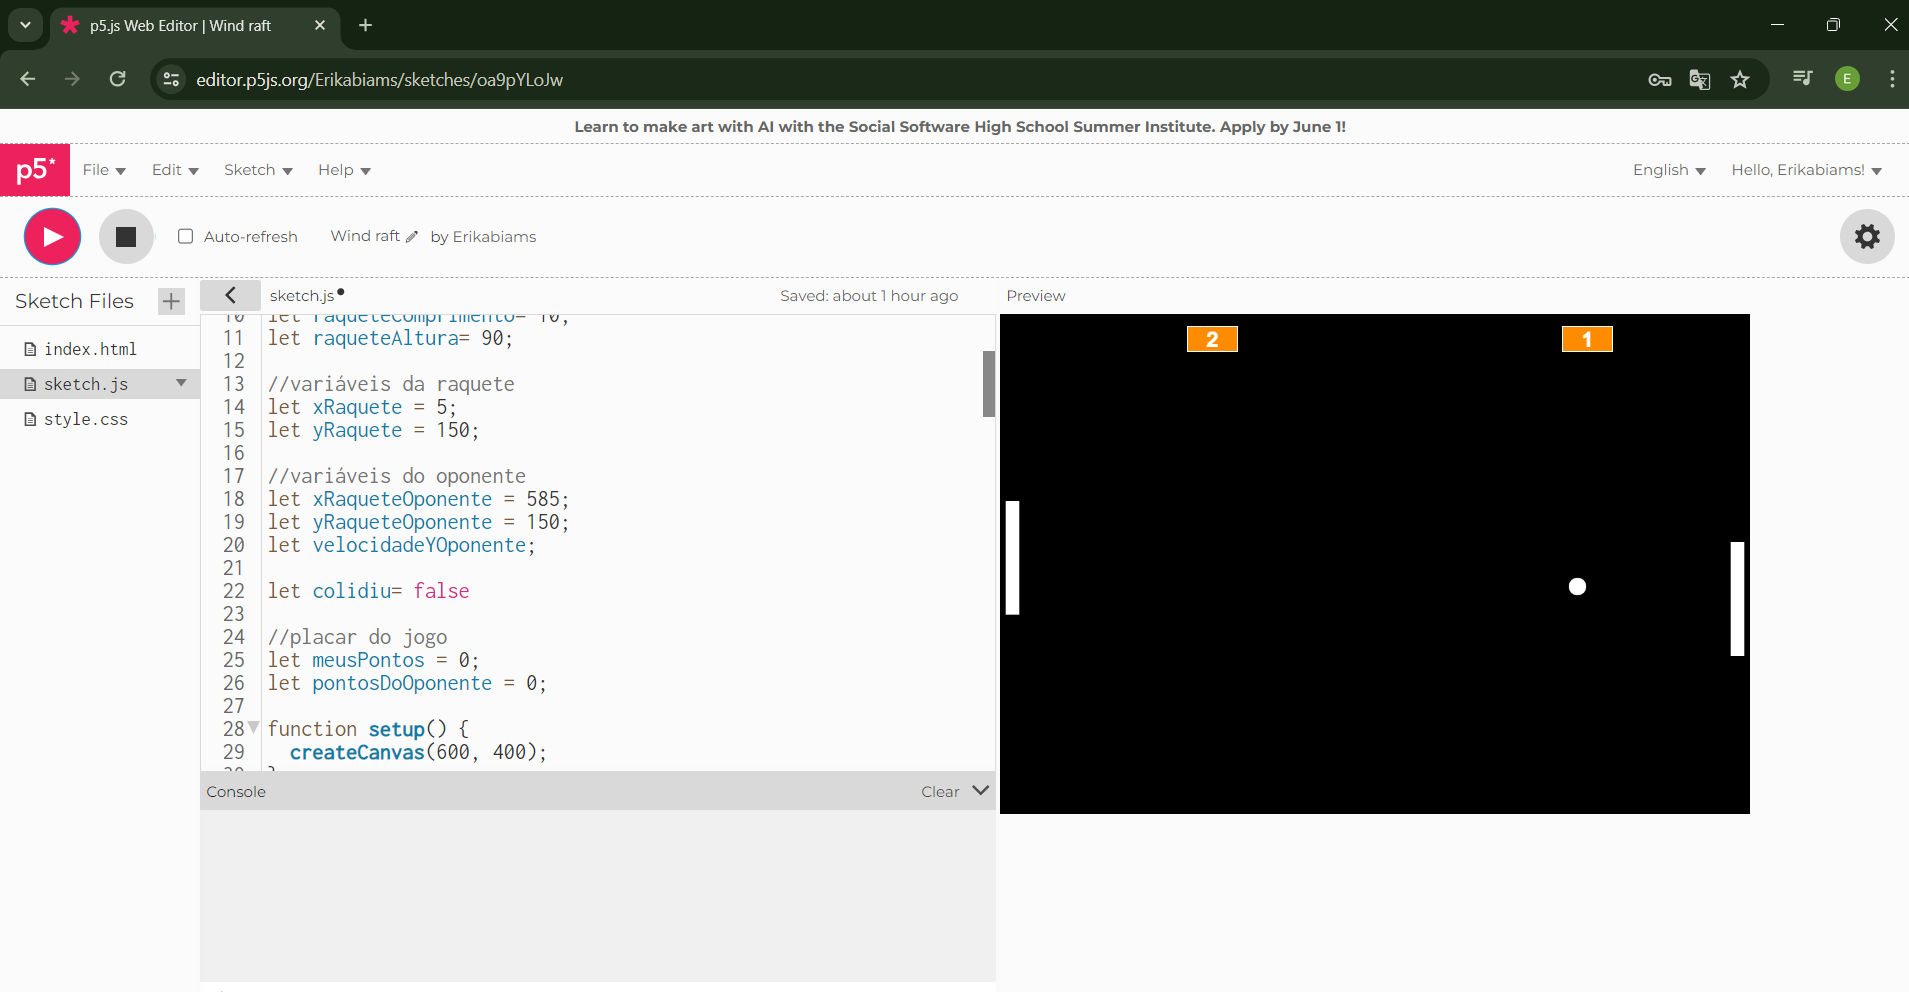 p5.js Web Editor | Wind raft
editor.p5js.org/Erikabiams/sketches/oa9pYLoJw
E
Learn to make art with AI with the Social Software High School Summer Institute. Apply by June 1!
p5* File Edit Sketch Help English Hello, Erikabiams!
Auto-refresh Wind raft by Erikabiams
Sketch Files
index.html
sketch.js
style.css
sketch.js Saved: about 1 hour ago
10 let raqueteComprimento= 10;
11 let raqueteAltura= 90;
12
13 //variáveis da raquete
14 let xRaquete = 5;
15 let yRaquete = 150;
16
17 //variáveis do oponente
18 let xRaqueteOponente = 585;
19 let yRaqueteOponente = 150;
20 let velocidadeYOponente;
21
22 let colidiu= false
23
24 //placar do jogo
25 let meusPontos = 0;
26 let pontosDoOponente = 0;
27
28 function setup() {
29 createCanvas(600, 400);
30 }
Console Clear
Preview
2 1